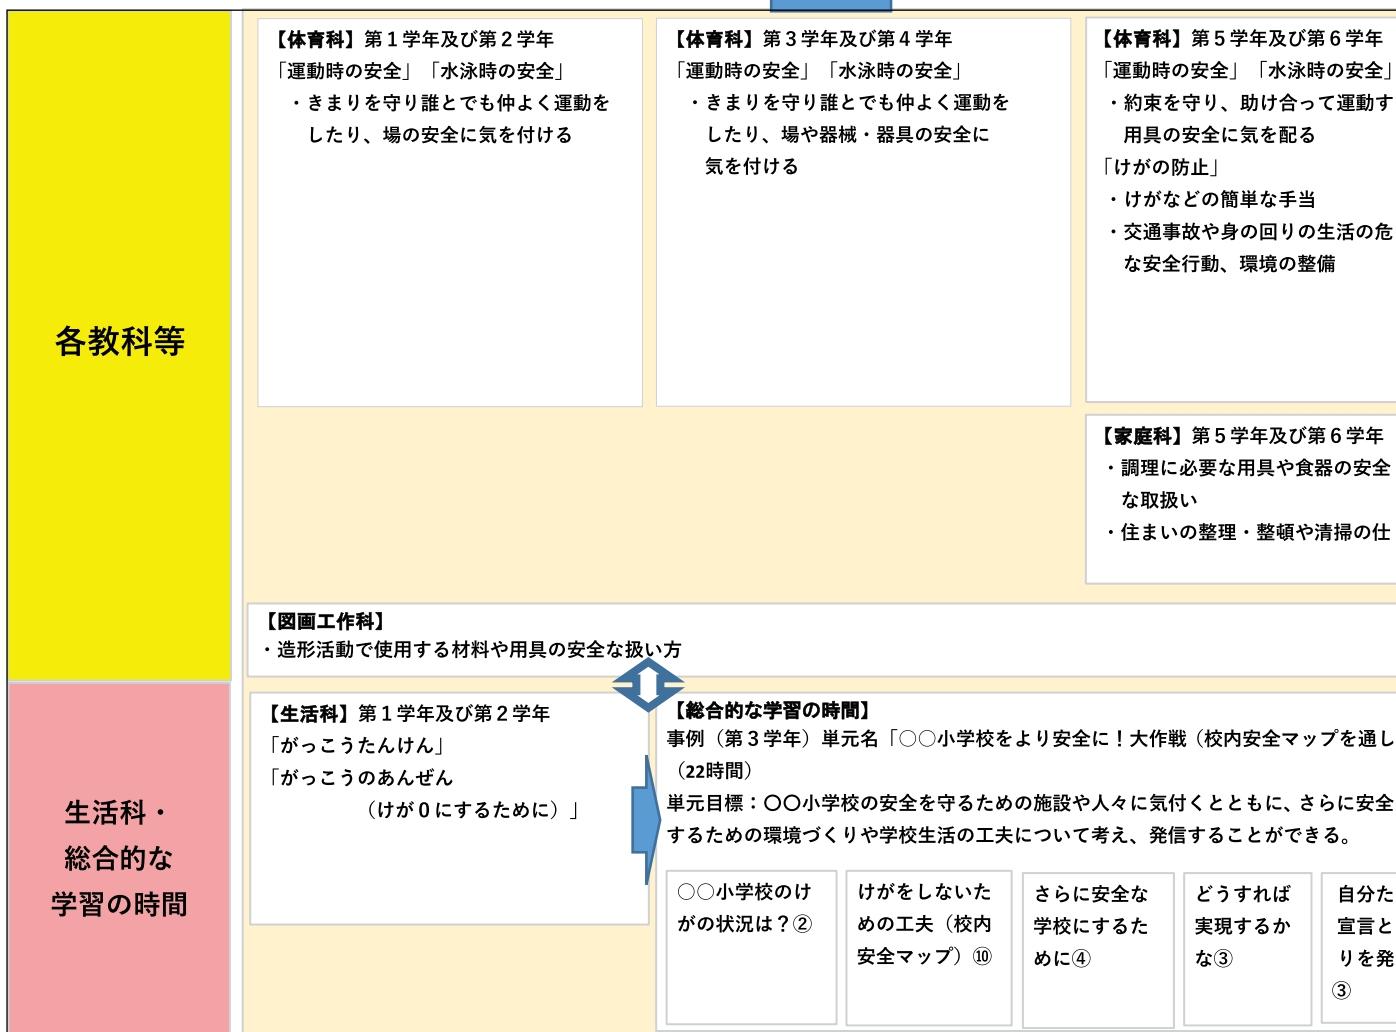 各教科等
【体育科】第１学年及び第２学年
「運動時の安全」「水泳時の安全」
・きまりを守り誰とでも仲よく運動を
したり、場の安全に気を付ける
【体育科】第３学年及び第４学年
「運動時の安全」「水泳時の安全」
・きまりを守り誰とでも仲よく運動を
したり、場や器械・器具の安全に
気を付ける
【体育科】第５学年及び第６学年
「運動時の安全」「水泳時の安全」
・約束を守り、助け合って運動す
用具の安全に気を配る
「けがの防止」
・けがなどの簡単な手当
・交通事故や身の回りの生活の危
な安全行動、環境の整備
【家庭科】第５学年及び第６学年
・調理に必要な用具や食器の安全
な取扱い
・住まいの整理・整頓や清掃の仕
【図画工作科】
・造形活動で使用する材料や用具の安全な扱い方
生活科・
総合的な
学習の時間
【生活科】第１学年及び第２学年
「がっこうたんけん」
「がっこうのあんぜん
（けが０にするために）」
【総合的な学習の時間】
事例（第３学年）単元名「○○小学校をより安全に！大作戦（校内安全マップを通し
（22時間）
単元目標：〇〇小学校の安全を守るための施設や人々に気付くとともに、さらに安全
するための環境づくりや学校生活の工夫について考え、発信することができる。
○○小学校のけ
がの状況は？②
けがをしないた
めの工夫（校内
安全マップ）⑩
さらに安全な
学校にするた
めに④
どうすれば
実現するか
な③
自分た
宣言と
りを発
③